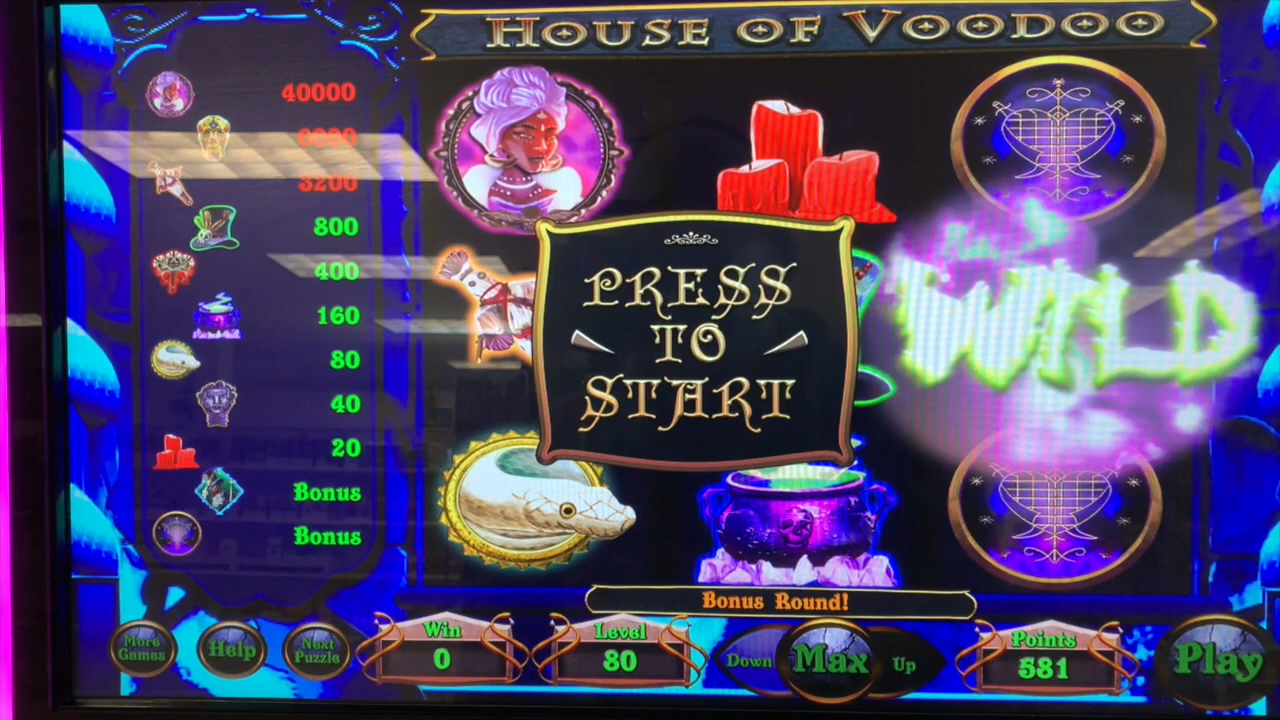 HOUSE OF VOODOO
40000
8000
3200
800
400
160
80
40
20
Bonus
Bonus
PRESS
TO
START
WILD
Bonus Round!
More
Games
Help
Next
Puzzle
Win
0
Level
80
Down
Max
Up
Points
581
Play